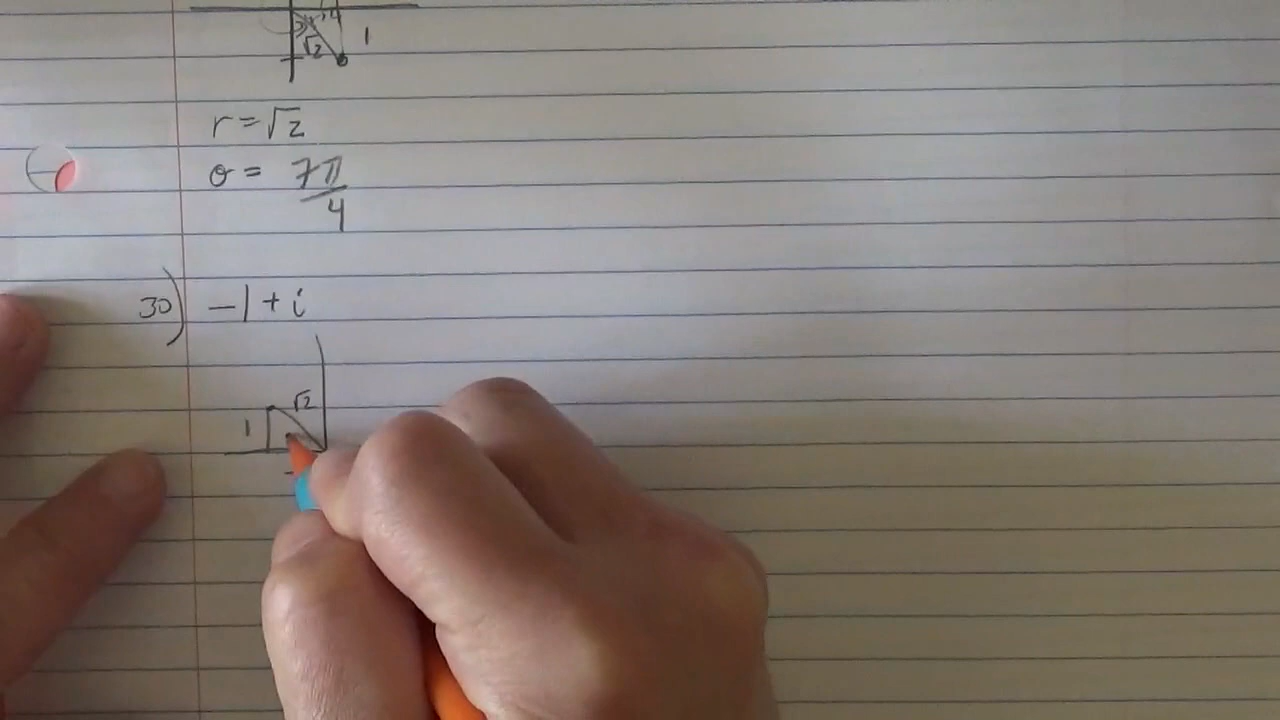 √2 1
r = √2
θ = 7π
4
30) -1 + i
√2
1